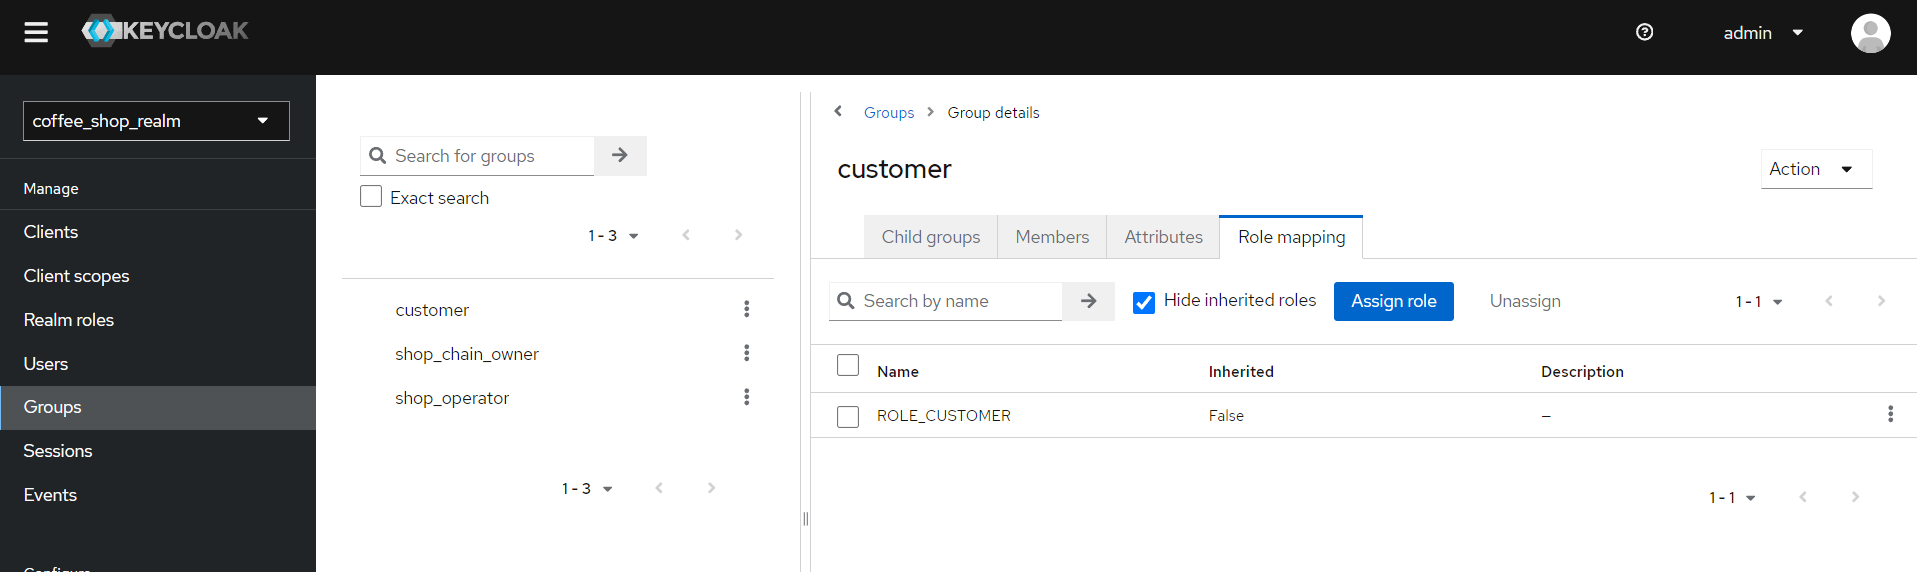 KEYCLOAK
admin
coffee_shop_realm
Manage
Clients
Client scopes
Realm roles
Users
Groups
Sessions
Events
Search for groups
Exact search
1 - 3
customer
shop_chain_owner
shop_operator
1 - 3
Groups > Group details
customer
Action
Child groups Members Attributes Role mapping
Search by name Hide inherited roles Assign role Unassign 1 - 1
Name Inherited Description
ROLE_CUSTOMER False –
1 - 1